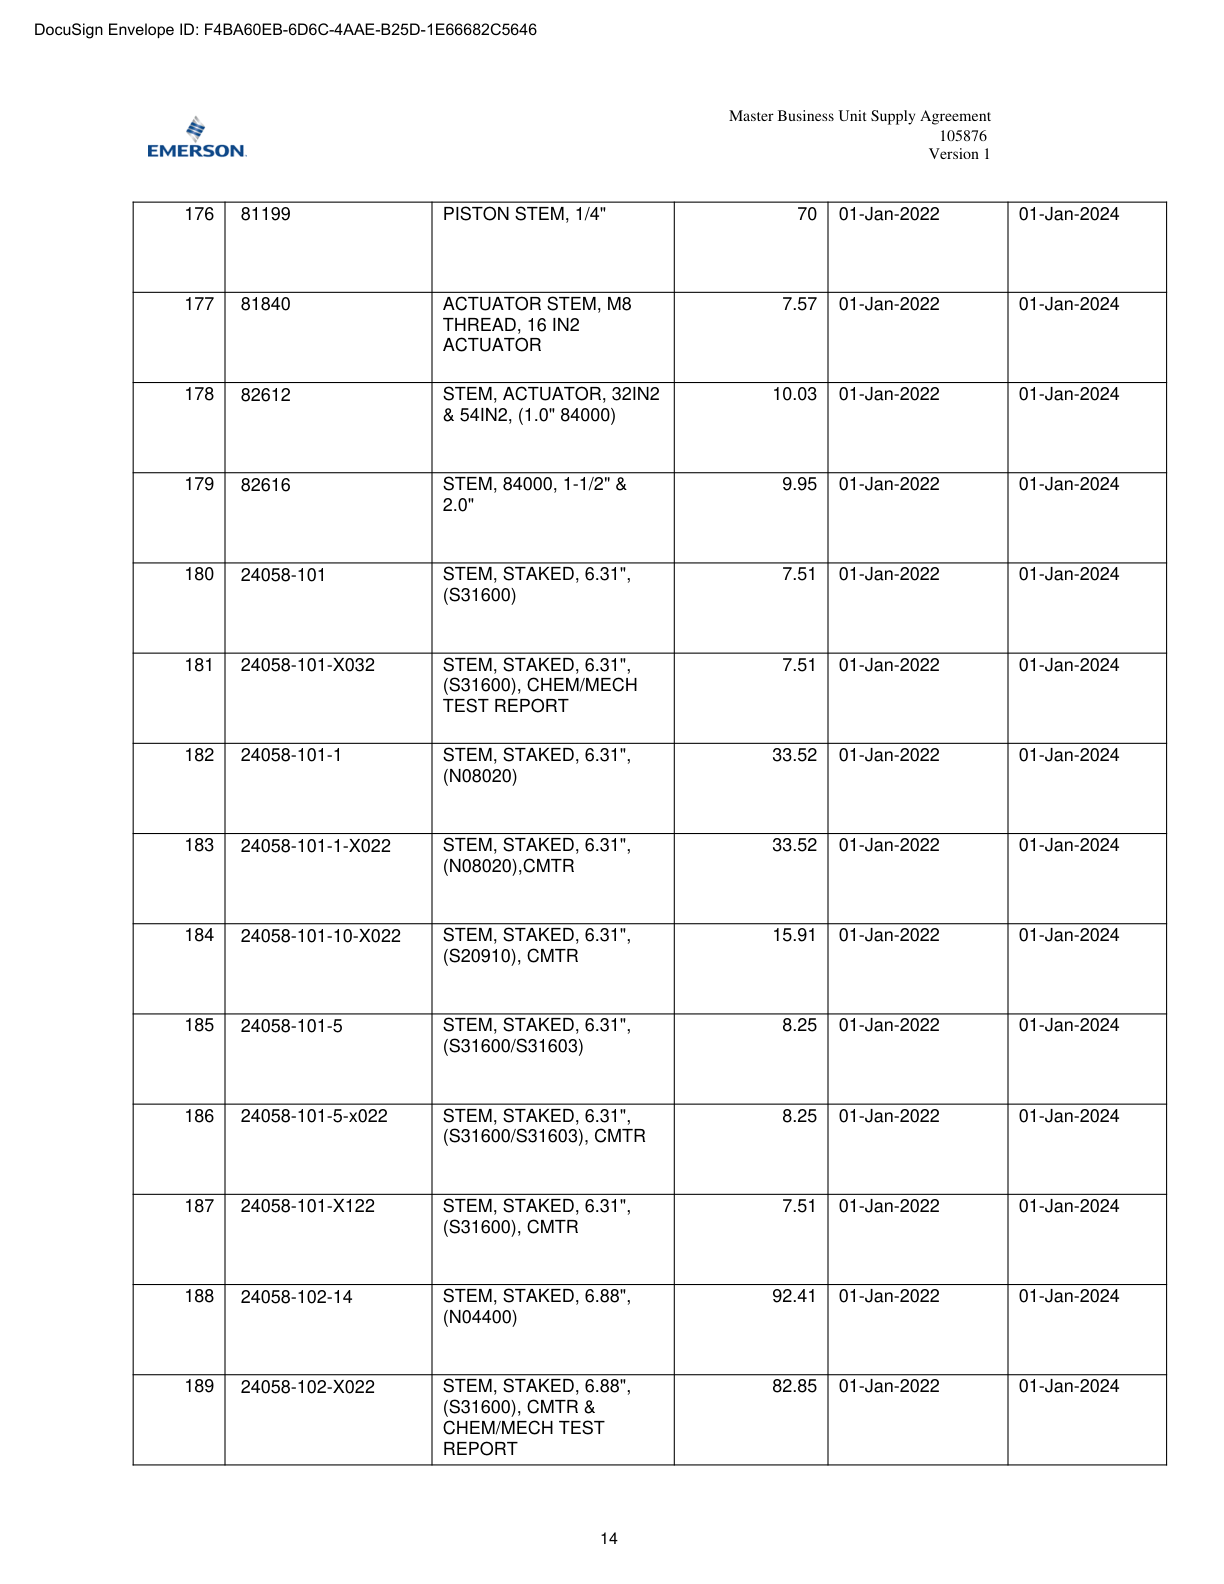 DocuSign Envelope ID: F4BA60EB-6D6C-4AAE-B25D-1E66682C5646
EMERSON
Master Business Unit Supply Agreement
105876
Version 1
176 81199 PISTON STEM, 1/4" 70 01-Jan-2022 01-Jan-2024
177 81840 ACTUATOR STEM, M8 7.57 01-Jan-2022 01-Jan-2024
THREAD, 16 IN2
ACTUATOR
178 82612 STEM, ACTUATOR, 32IN2 10.03 01-Jan-2022 01-Jan-2024
& 54IN2, (1.0" 84000)
179 82616 STEM, 84000, 1-1/2" & 9.95 01-Jan-2022 01-Jan-2024
2.0"
180 24058-101 STEM, STAKED, 6.31", 7.51 01-Jan-2022 01-Jan-2024
(S31600)
181 24058-101-X032 STEM, STAKED, 6.31", 7.51 01-Jan-2022 01-Jan-2024
(S31600), CHEM/MECH
TEST REPORT
182 24058-101-1 STEM, STAKED, 6.31", 33.52 01-Jan-2022 01-Jan-2024
(N08020)
183 24058-101-1-X022 STEM, STAKED, 6.31", 33.52 01-Jan-2022 01-Jan-2024
(N08020),CMTR
184 24058-101-10-X022 STEM, STAKED, 6.31", 15.91 01-Jan-2022 01-Jan-2024
(S20910), CMTR
185 24058-101-5 STEM, STAKED, 6.31", 8.25 01-Jan-2022 01-Jan-2024
(S31600/S31603)
186 24058-101-5-x022 STEM, STAKED, 6.31", 8.25 01-Jan-2022 01-Jan-2024
(S31600/S31603), CMTR
187 24058-101-X122 STEM, STAKED, 6.31", 7.51 01-Jan-2022 01-Jan-2024
(S31600), CMTR
188 24058-102-14 STEM, STAKED, 6.88", 92.41 01-Jan-2022 01-Jan-2024
(N04400)
189 24058-102-X022 STEM, STAKED, 6.88", 82.85 01-Jan-2022 01-Jan-2024
(S31600), CMTR &
CHEM/MECH TEST
REPORT
14